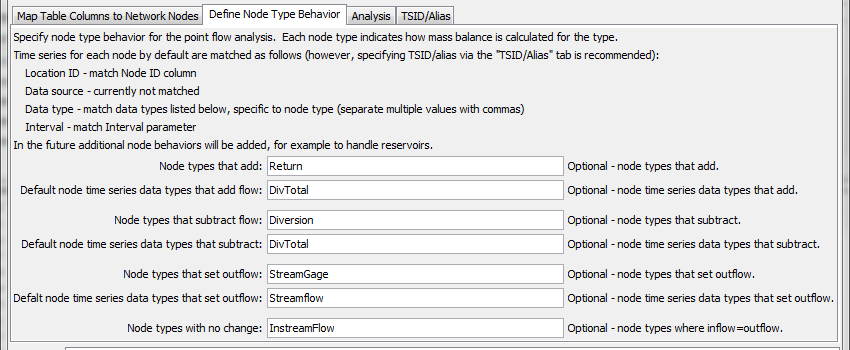 Map Table Columns to Network Nodes Define Node Type Behavior Analysis TSID/Alias
Specify node type behavior for the point flow analysis. Each node type indicates how mass balance is calculated for the type.
Time series for each node by default are matched as follows (however, specifying TSID/alias via the "TSID/Alias" tab is recommended):
Location ID - match Node ID column
Data source - currently not matched
Data type - match data types listed below, specific to node type (separate multiple values with commas)
Interval - match Interval parameter
In the future additional node behaviors will be added, for example to handle reservoirs.
Node types that add: Return Optional - node types that add.
Default node time series data types that add flow: DivTotal Optional - node time series data types that add.
Node types that subtract flow: Diversion Optional - node types that subtract.
Default node time series data types that subtract: DivTotal Optional - node time series data types that subtract.
Node types that set outflow: StreamGage Optional - node types that set outflow.
Defalt node time series data types that set outflow: Streamflow Optional - node time series data types that set outflow.
Node types with no change: InstreamFlow Optional - node types where inflow=outflow.